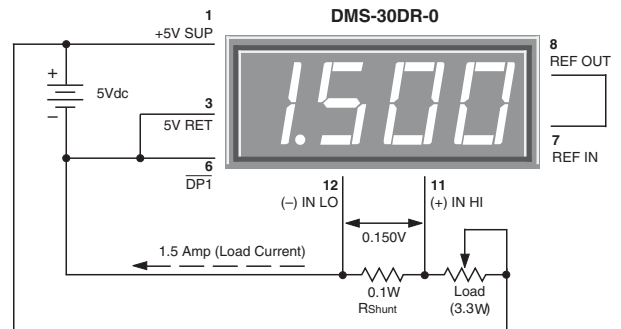 DMS-30DR-0
1
+5V SUP
8
REF OUT
+
5Vdc
–
1.500
3
5V RET
7
REF IN
6
DP1
12
(–) IN LO
11
(+) IN HI
0.150V
1.5 Amp (Load Current)
0.1W
RShunt
Load
(3.3W)